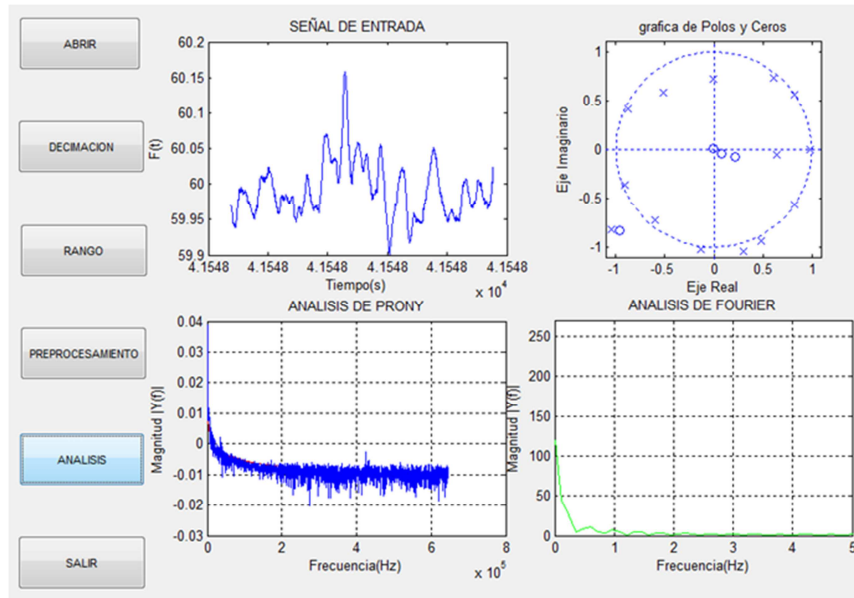 ABRIR
DECIMACION
RANGO
PREPROCESAMIENTO
ANALISIS
SALIR
SEÑAL DE ENTRADA
60.2
60.15
60.1
60.05
60
59.95
59.9
F(t)
4.1548 4.1548 4.1548 4.1548 4.1548
Tiempo(s)
x 10^4
grafica de Polos y Ceros
1
0.5
0
-0.5
-1
Eje Imaginario
-1 -0.5 0 0.5 1
Eje Real
ANALISIS DE PRONY
0.04
0.03
0.02
0.01
0
-0.01
-0.02
-0.03
Magnitud |Y(f)|
0 2 4 6 8
Frecuencia(Hz)
x 10^5
ANALISIS DE FOURIER
250
200
150
100
50
0
Magnitud |Y(f)|
0 1 2 3 4 5
Frecuencia(Hz)